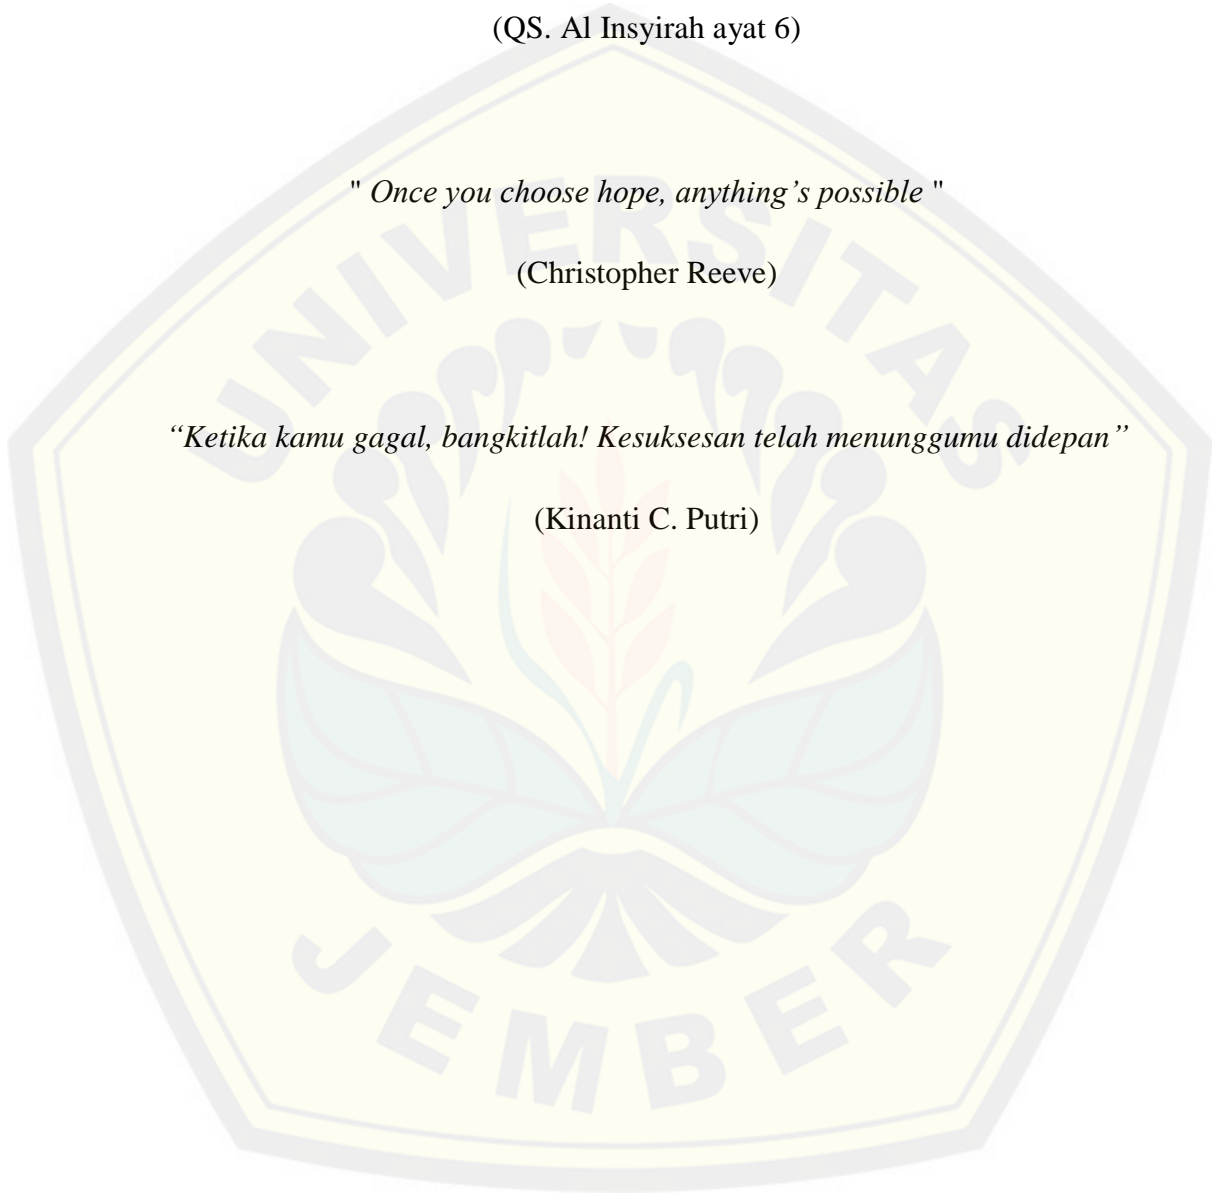 (QS. Al Insyirah ayat 6)
" Once you choose hope, anything’s possible "
(Christopher Reeve)
“Ketika kamu gagal, bangkitlah! Kesuksesan telah menunggumu didepan”
(Kinanti C. Putri)
UNIVERSITAS
JEMBER